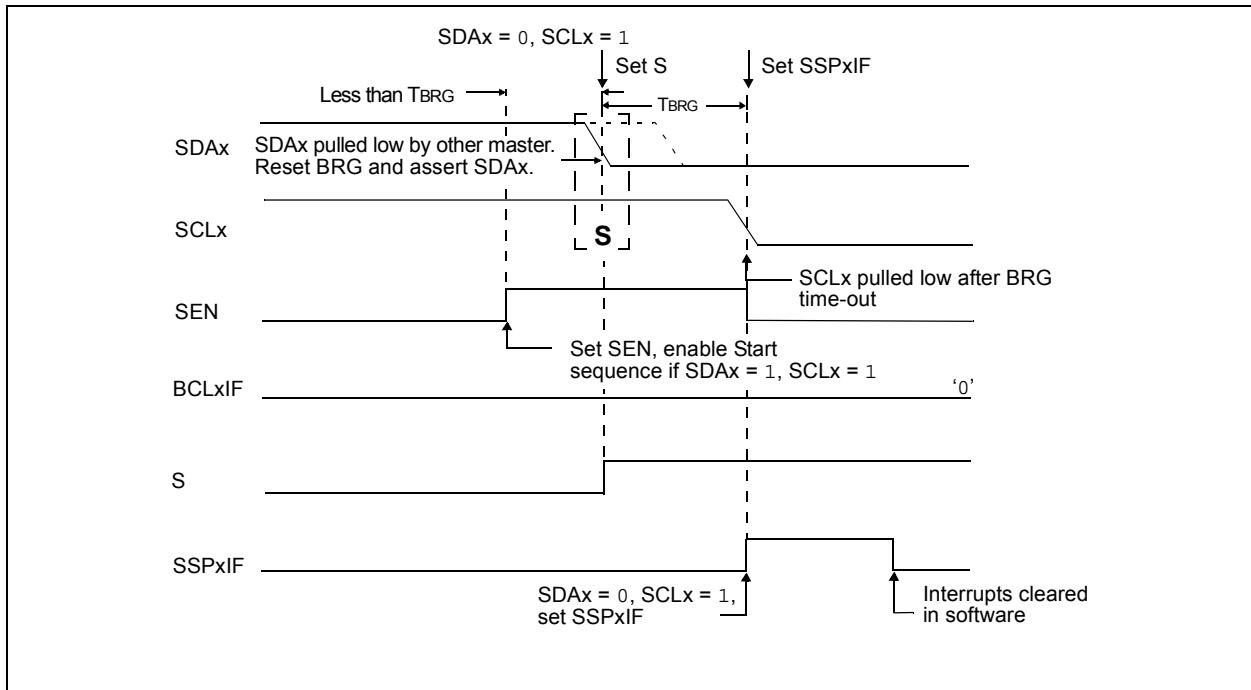 SDAx = 0, SCLx = 1
Set S
Set SSPxIF
Less than TBRG
TBRG
SDAx
SDAx pulled low by other master.
Reset BRG and assert SDAx.
SCLx
S
SCLx pulled low after BRG
time-out
SEN
Set SEN, enable Start
sequence if SDAx = 1, SCLx = 1
BCLxIF
‘0’
S
SSPxIF
SDAx = 0, SCLx = 1,
set SSPxIF
Interrupts cleared
in software